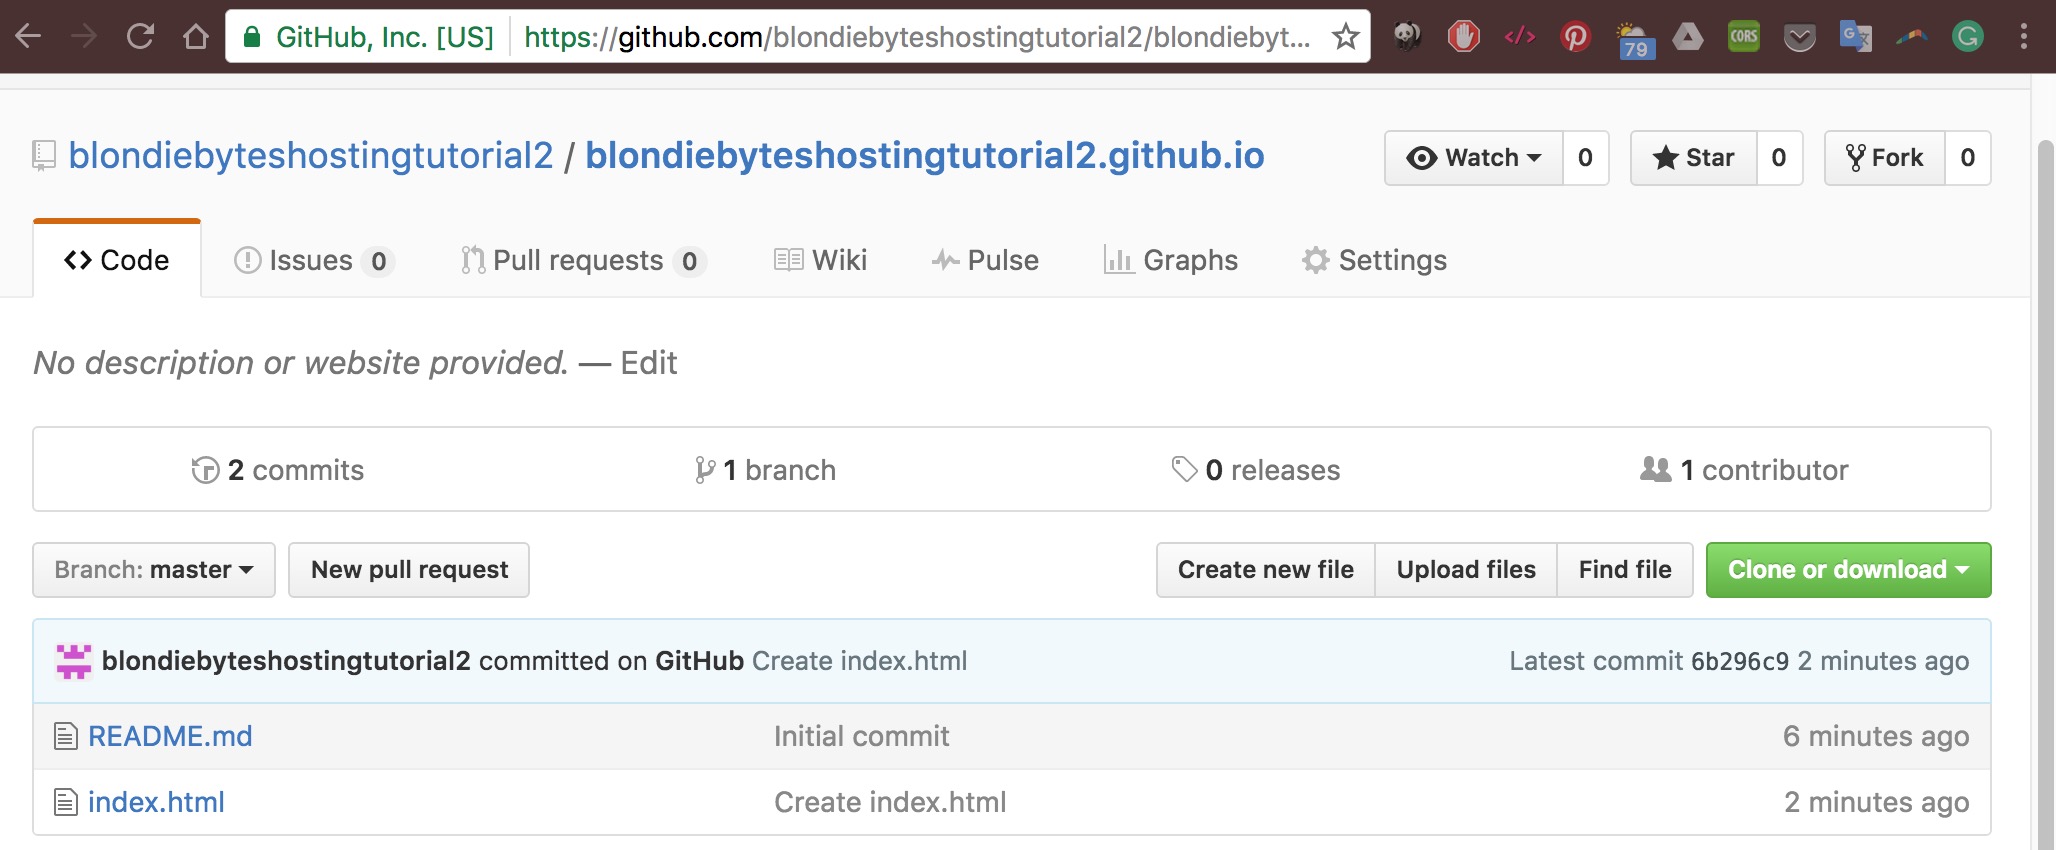 GitHub, Inc. [US] https://github.com/blondiebyteshostingtutorial2/blondiebyt...
79 CORS G G
blondiebyteshostingtutorial2 / blondiebyteshostingtutorial2.github.io Watch 0 Star 0 Fork 0
Code Issues 0 Pull requests 0 Wiki Pulse Graphs Settings
No description or website provided. — Edit
2 commits 1 branch 0 releases 1 contributor
Branch: master New pull request Create new file Upload files Find file Clone or download
blondiebyteshostingtutorial2 committed on GitHub Create index.html Latest commit 6b296c9 2 minutes ago
README.md Initial commit 6 minutes ago
index.html Create index.html 2 minutes ago